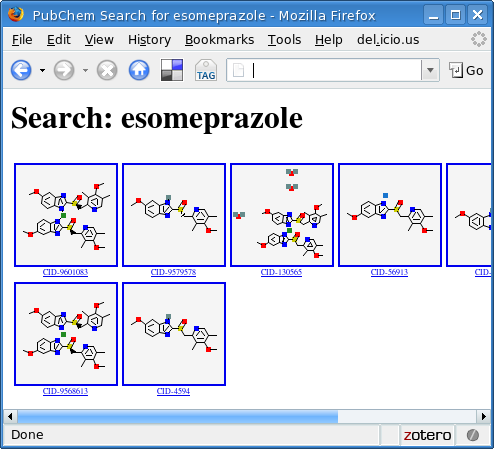 PubChem Search for esomeprazole - Mozilla Firefox
File Edit View History Bookmarks Tools Help del.icio.us
TAG Go
Search: esomeprazole
CID-9601083 CID-9579578 CID-130565 CID-56913 CID-
CID-9568613 CID-4594
Done zotero